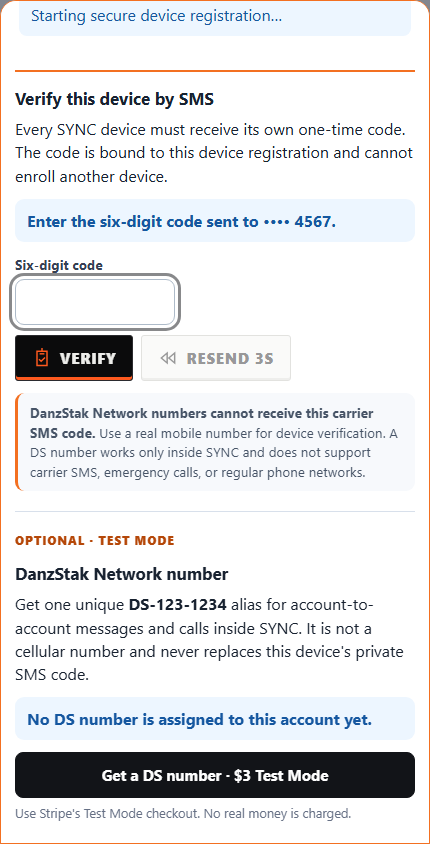 Starting secure device registration...
Verify this device by SMS
Every SYNC device must receive its own one-time code.
The code is bound to this device registration and cannot
enroll another device.
Enter the six-digit code sent to •••• 4567.
Six-digit code
VERIFY
RESEND 3S
DanzStak Network numbers cannot receive this carrier
SMS code. Use a real mobile number for device verification. A
DS number works only inside SYNC and does not support
carrier SMS, emergency calls, or regular phone networks.
OPTIONAL · TEST MODE
DanzStak Network number
Get one unique DS-123-1234 alias for account-to-
account messages and calls inside SYNC. It is not a
cellular number and never replaces this device's private
SMS code.
No DS number is assigned to this account yet.
Get a DS number · $3 Test Mode
Use Stripe's Test Mode checkout. No real money is charged.